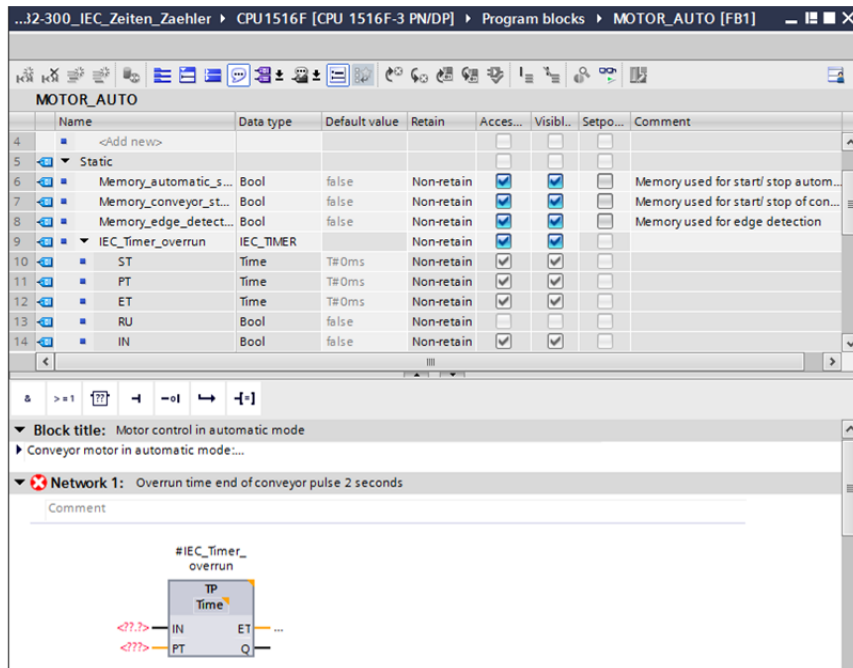 ...32-300_IEC_Zeiten_Zaehler ▸ CPU1516F [CPU 1516F-3 PN/DP] ▸ Program blocks ▸ MOTOR_AUTO [FB1]
MOTOR_AUTO
Name Data type Default value Retain Acces... Visibl.. Setpo... Comment
4 <Add new>
5 Static
6 Memory_automatic_s... Bool false Non-retain Memory used for start/ stop autom...
7 Memory_conveyor_st... Bool false Non-retain Memory used for start/ stop of con...
8 Memory_edge_detect... Bool false Non-retain Memory used for edge detection
9 IEC_Timer_overrun IEC_TIMER Non-retain
10 ST Time T#0ms Non-retain
11 PT Time T#0ms Non-retain
12 ET Time T#0ms Non-retain
13 RU Bool false Non-retain
14 IN Bool false Non-retain
& >=1 ??
Block title: Motor control in automatic mode
Conveyor motor in automatic mode:...
Network 1: Overrun time end of conveyor pulse 2 seconds
Comment
#IEC_Timer_
overrun
TP
Time
<??.?> IN ET ...
<???> PT Q